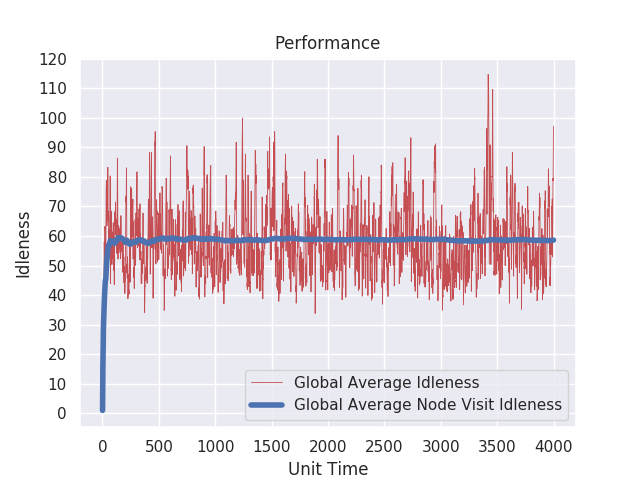 Performance
Idleness
120
110
100
90
80
70
60
50
40
30
20
10
0
Global Average Idleness
Global Average Node Visit Idleness
0 500 1000 1500 2000 2500 3000 3500 4000
Unit Time